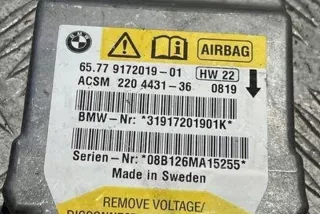 BMW
AIRBAG
65.77 9172019-01 HW 22
ACSM 220 4431-36 0819
BMW-Nr: *31917201901K*
Serien-Nr: *08B126MA15255*
Made in Sweden
REMOVE VOLTAGE/